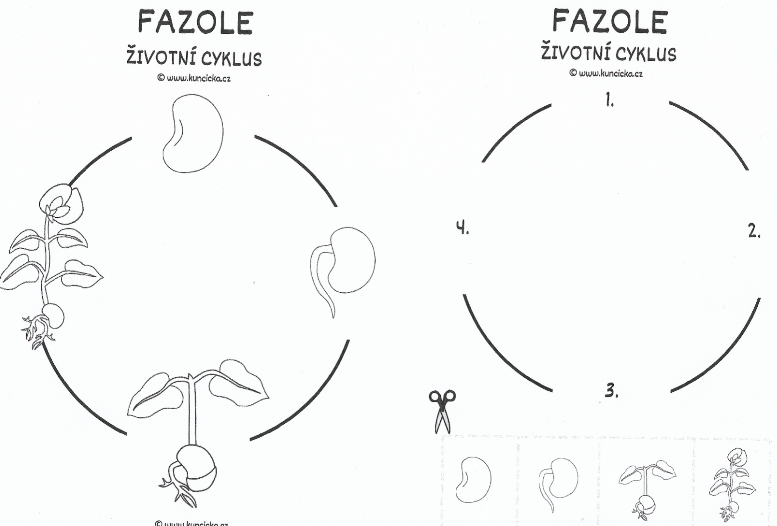 FAZOLE
ŽIVOTNÍ CYKLUS
© www.kuncicka.cz
© www.kuncicka.cz
FAZOLE
ŽIVOTNÍ CYKLUS
© www.kuncicka.cz
1.
4.
2.
3.